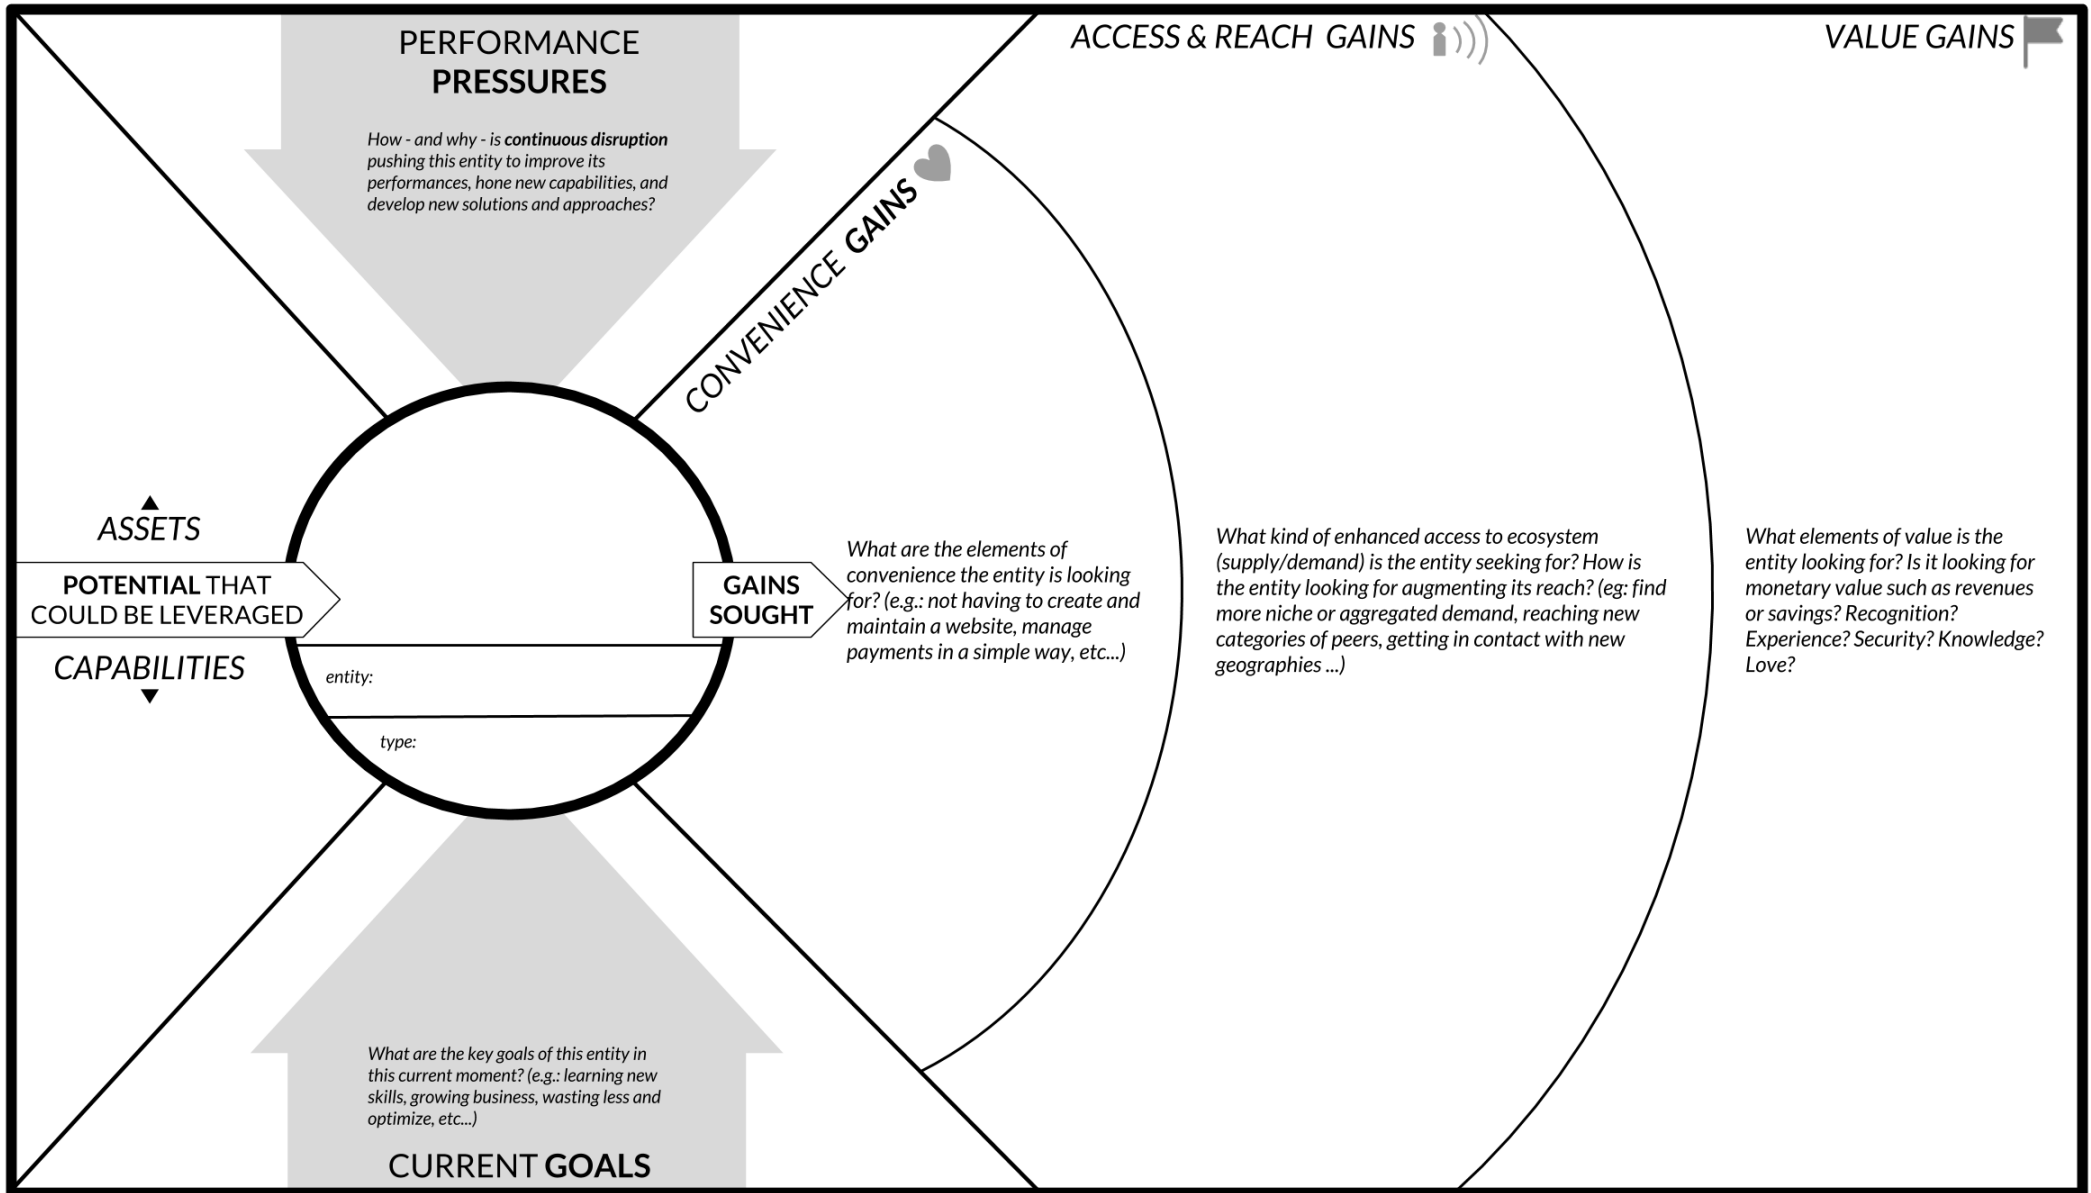 PERFORMANCE
PRESSURES
How - and why - is continuous disruption
pushing this entity to improve its
performances, hone new capabilities, and
develop new solutions and approaches?
ACCESS & REACH GAINS
VALUE GAINS
CONVENIENCE GAINS
ASSETS
POTENTIAL THAT
COULD BE LEVERAGED
CAPABILITIES
entity:
type:
GAINS
SOUGHT
What are the elements of
convenience the entity is looking
for? (e.g.: not having to create and
maintain a website, manage
payments in a simple way, etc...)
What kind of enhanced access to ecosystem
(supply/demand) is the entity seeking for? How is
the entity looking for augmenting its reach? (eg: find
more niche or aggregated demand, reaching new
categories of peers, getting in contact with new
geographies ...)
What elements of value is the
entity looking for? Is it looking for
monetary value such as revenues
or savings? Recognition?
Experience? Security? Knowledge?
Love?
What are the key goals of this entity in
this current moment? (e.g.: learning new
skills, growing business, wasting less and
optimize, etc...)
CURRENT GOALS